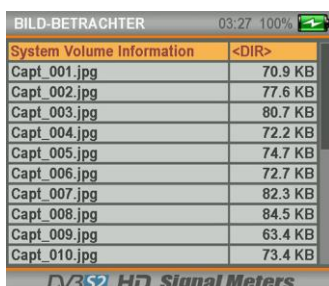 BILD-BETRACHTER 03:27 100%
System Volume Information <DIR>
Capt_001.jpg 70.9 KB
Capt_002.jpg 77.6 KB
Capt_003.jpg 80.7 KB
Capt_004.jpg 72.2 KB
Capt_005.jpg 74.7 KB
Capt_006.jpg 72.7 KB
Capt_007.jpg 82.3 KB
Capt_008.jpg 84.5 KB
Capt_009.jpg 63.4 KB
Capt_010.jpg 73.4 KB
DVBS2 HD Signal Meters